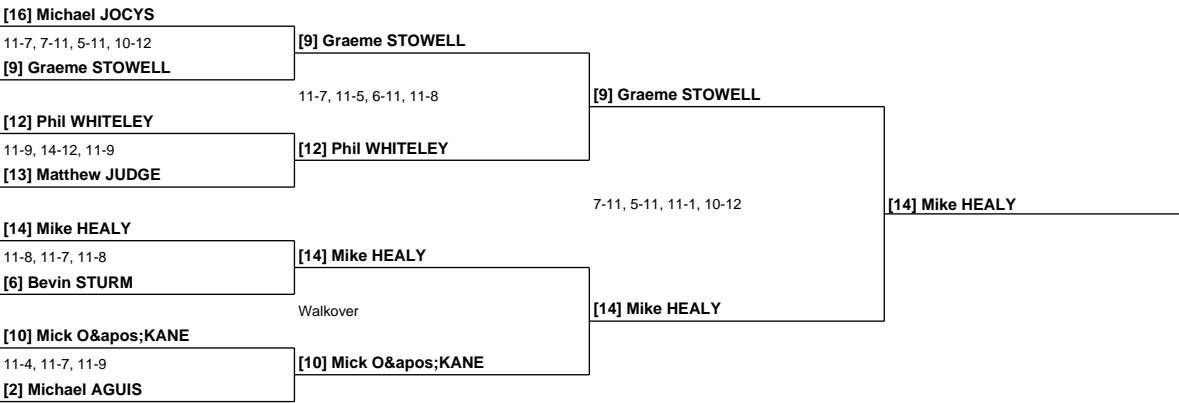 [16] Michael JOCYS
11-7, 7-11, 5-11, 10-12
[9] Graeme STOWELL
[12] Phil WHITELEY
11-9, 14-12, 11-9
[13] Matthew JUDGE
[14] Mike HEALY
11-8, 11-7, 11-8
[6] Bevin STURM
[10] Mick O&apos;KANE
11-4, 11-7, 11-9
[2] Michael AGUIS
[9] Graeme STOWELL
11-7, 11-5, 6-11, 11-8
[12] Phil WHITELEY
[14] Mike HEALY
Walkover
[10] Mick O&apos;KANE
[9] Graeme STOWELL
7-11, 5-11, 11-1, 10-12
[14] Mike HEALY
[14] Mike HEALY